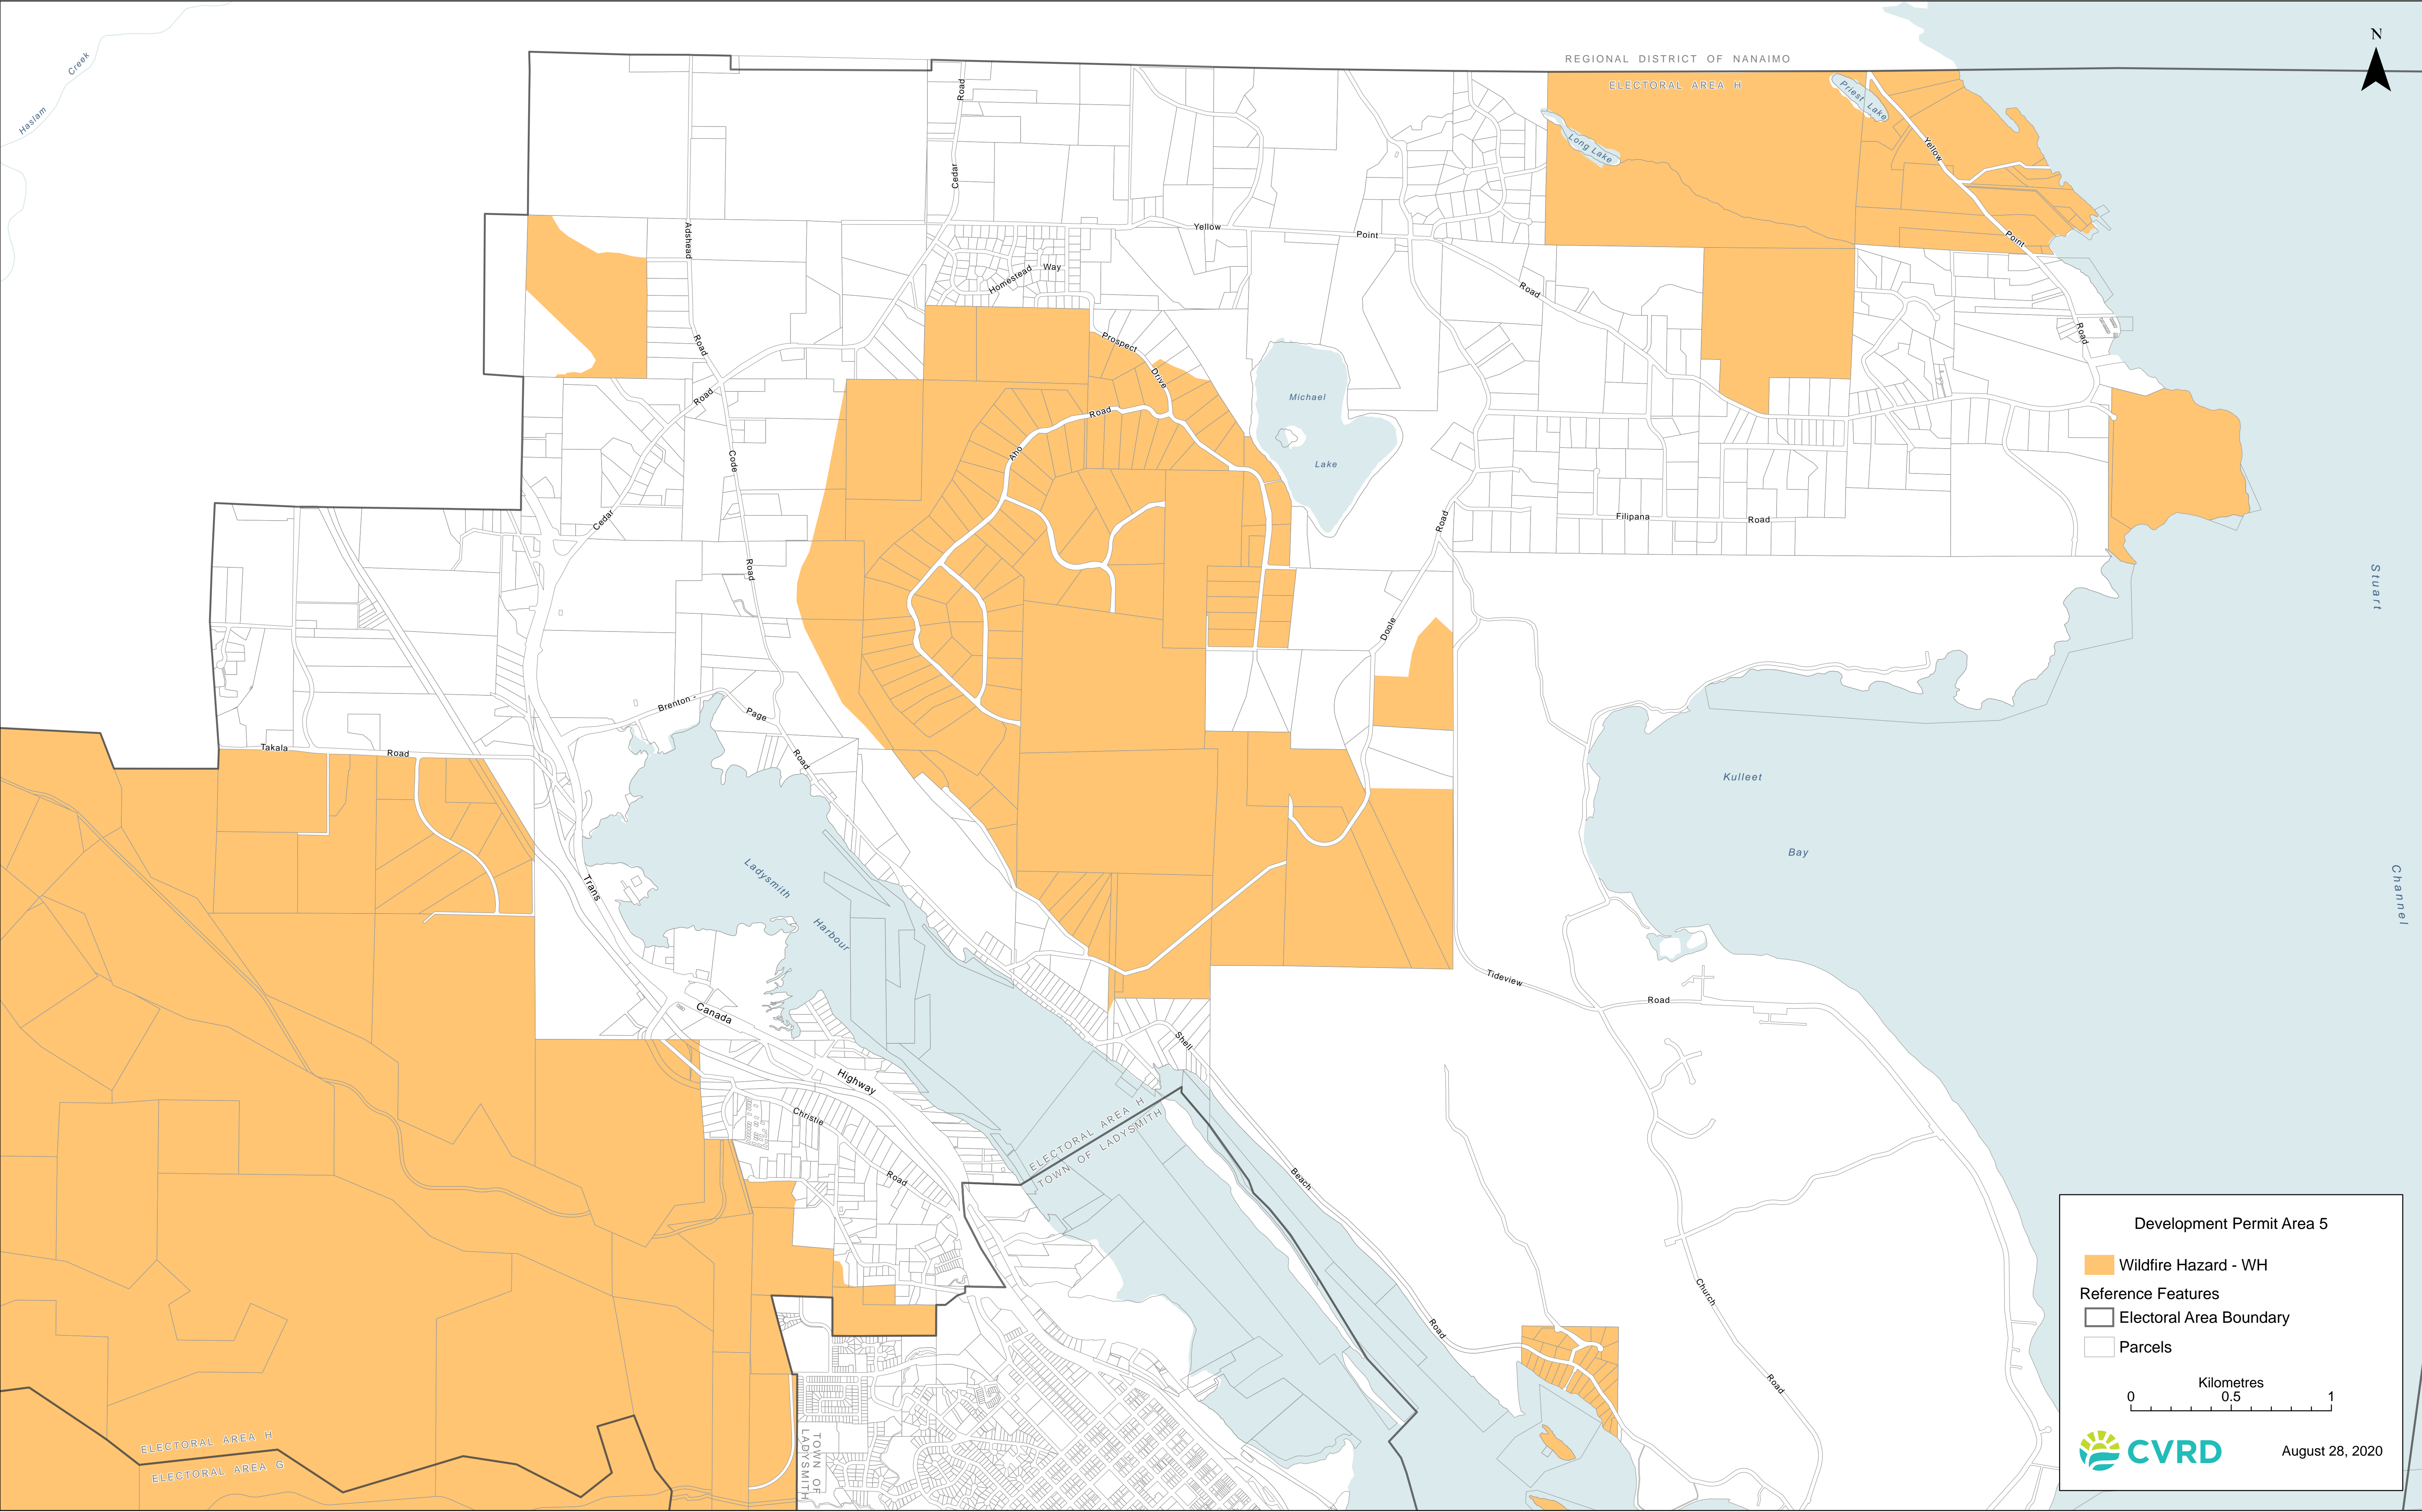 REGIONAL DISTRICT OF NANAIMO
ELECTORAL AREA H
N
Haslam
Creek
Priest Lake
Long Lake
Yellow
Point
Road
Cedar
Road
Adshead
Road
Yellow
Point
Road
Homestead Way
Prospect
Drive
Aho
Road
Michael
Lake
Cedar
Road
Code
Road
Filipana
Road
Doole
Road
Stuart
Channel
Brenton -
Page
Road
Takala
Road
Kulleet
Bay
Ladysmith
Harbour
Trans
Canada
Highway
Tideview
Road
Shell
Beach
Road
Christie
Road
ELECTORAL AREA H
TOWN OF LADYSMITH
Church
Road
ELECTORAL AREA H
ELECTORAL AREA G
TOWN OF
LADYSMITH
Development Permit Area 5
Wildfire Hazard - WH
Reference Features
Electoral Area Boundary
Parcels
Kilometres
0 0.5 1
CVRD
August 28, 2020